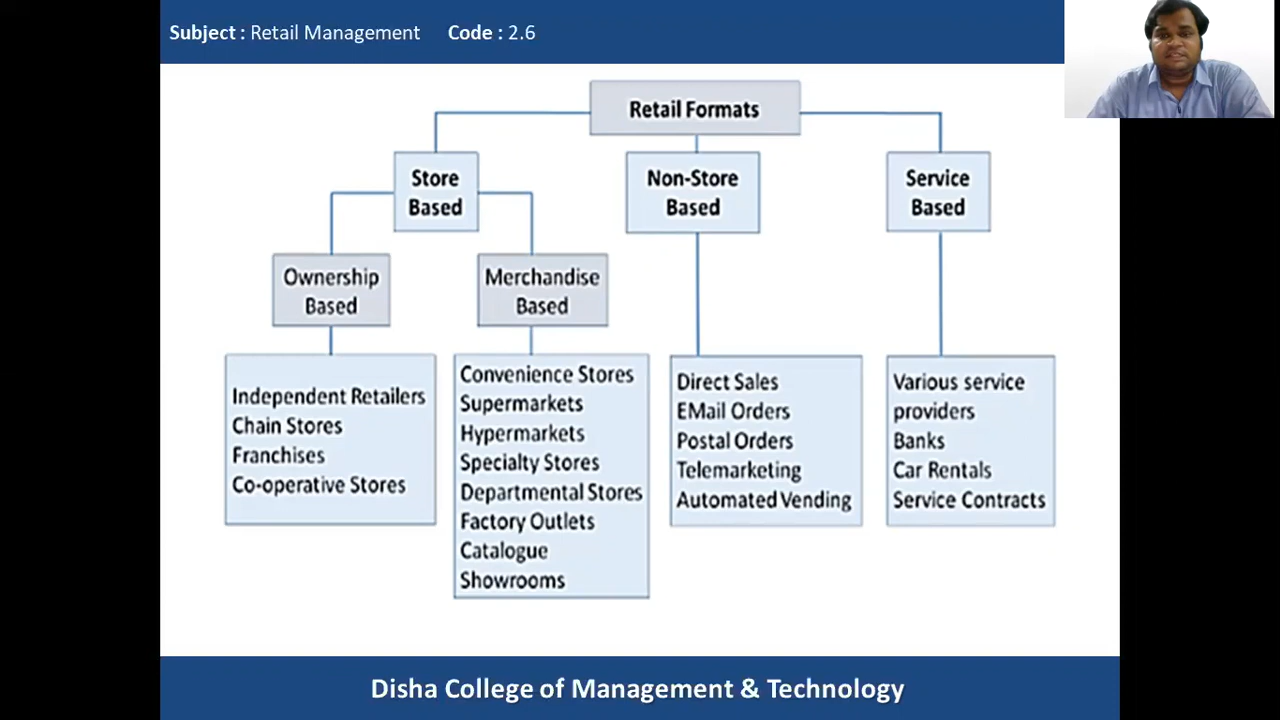 Subject : Retail Management Code : 2.6
Retail Formats
Store
Based
Non-Store
Based
Service
Based
Ownership
Based
Merchandise
Based
Independent Retailers
Chain Stores
Franchises
Co-operative Stores
Convenience Stores
Supermarkets
Hypermarkets
Specialty Stores
Departmental Stores
Factory Outlets
Catalogue
Showrooms
Direct Sales
EMail Orders
Postal Orders
Telemarketing
Automated Vending
Various service
providers
Banks
Car Rentals
Service Contracts
Disha College of Management & Technology